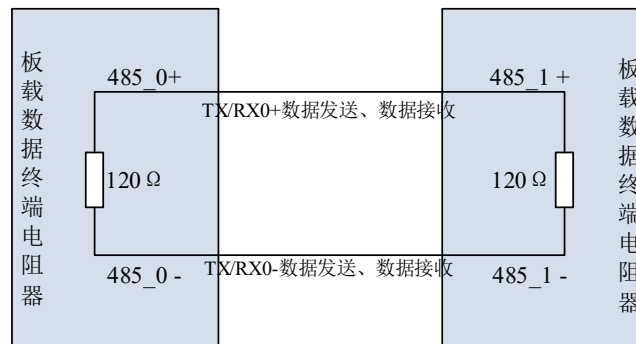 板载数据终端电阻器
485_0+
TX/RX0+数据发送、数据接收
485_1 +
120 Ω
120 Ω
485_0 -
TX/RX0-数据发送、数据接收
485_1 -
板载数据终端电阻器